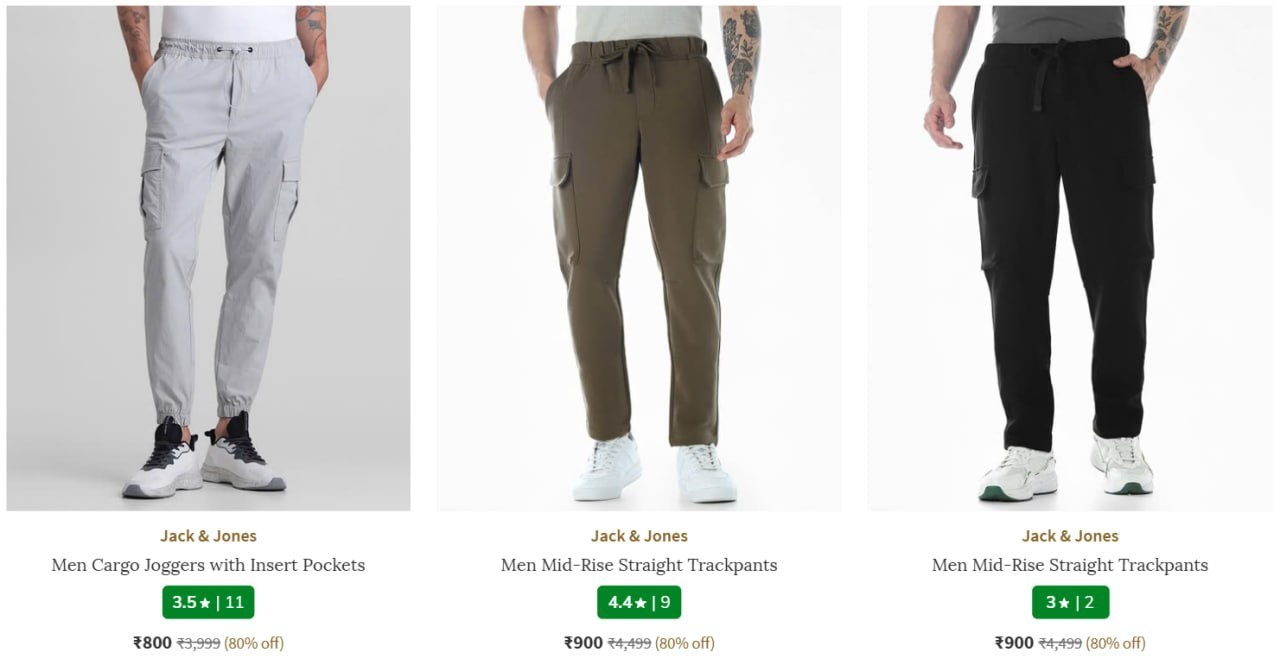 Jack & Jones
Men Cargo Joggers with Insert Pockets
3.5★ | 11
₹800 ₹3,999 (80% off)
Jack & Jones
Men Mid-Rise Straight Trackpants
4.4★ | 9
₹900 ₹4,499 (80% off)
Jack & Jones
Men Mid-Rise Straight Trackpants
3★ | 2
₹900 ₹4,499 (80% off)